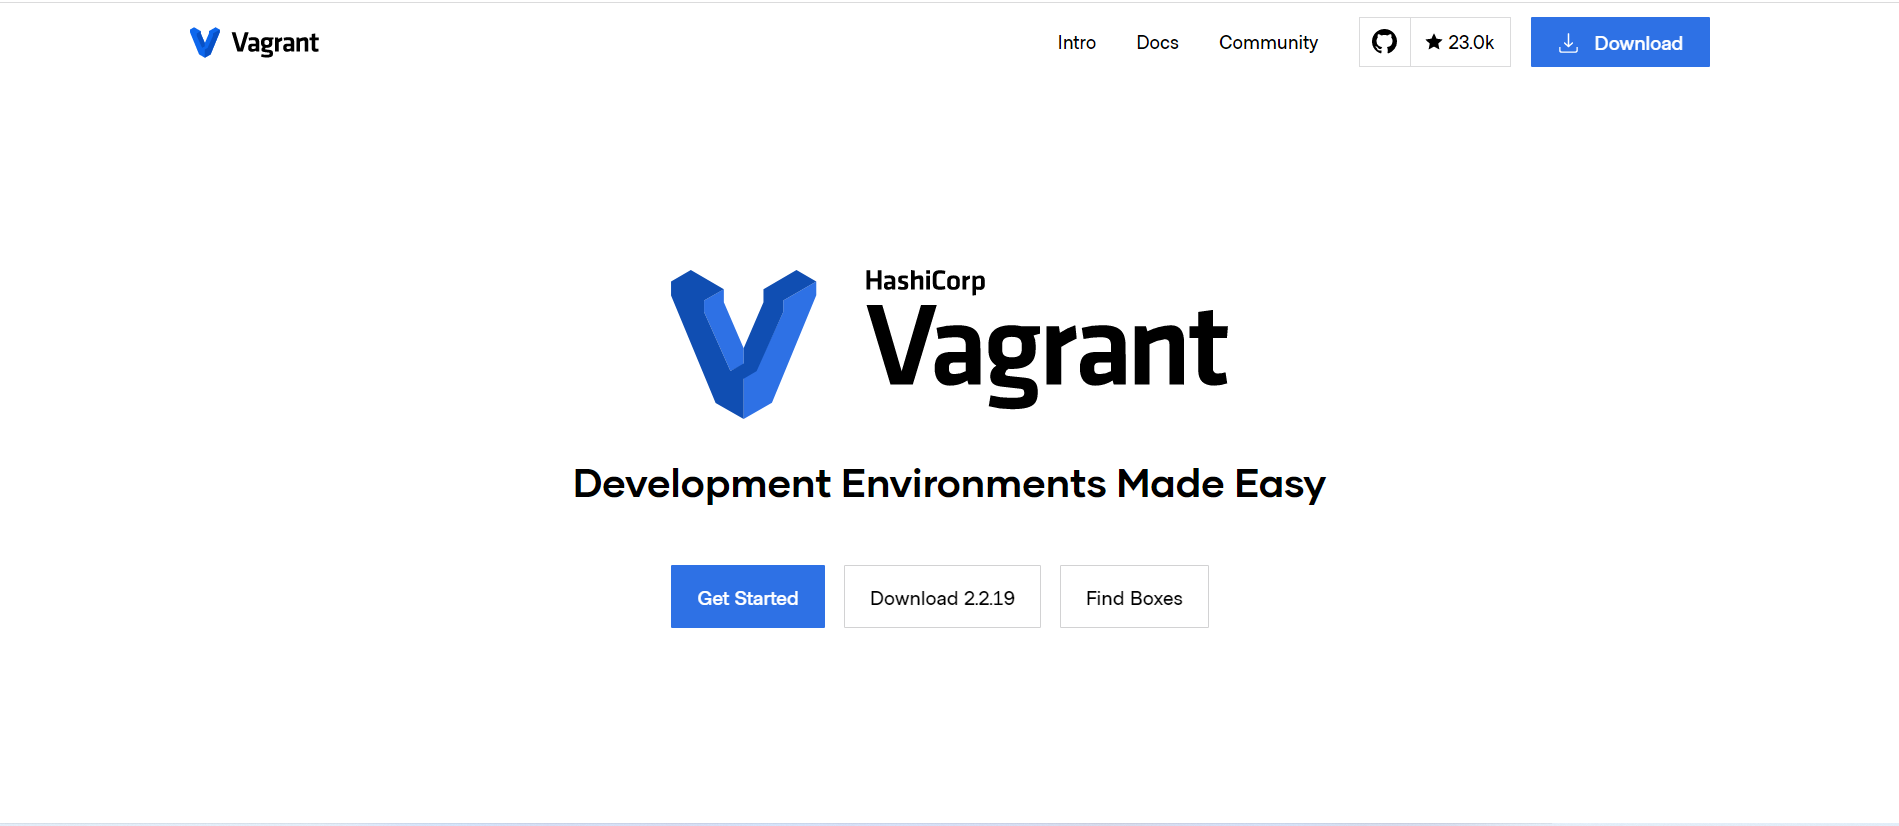 Vagrant
Intro Docs Community 23.0k Download
HashiCorp
Vagrant
Development Environments Made Easy
Get Started Download 2.2.19 Find Boxes